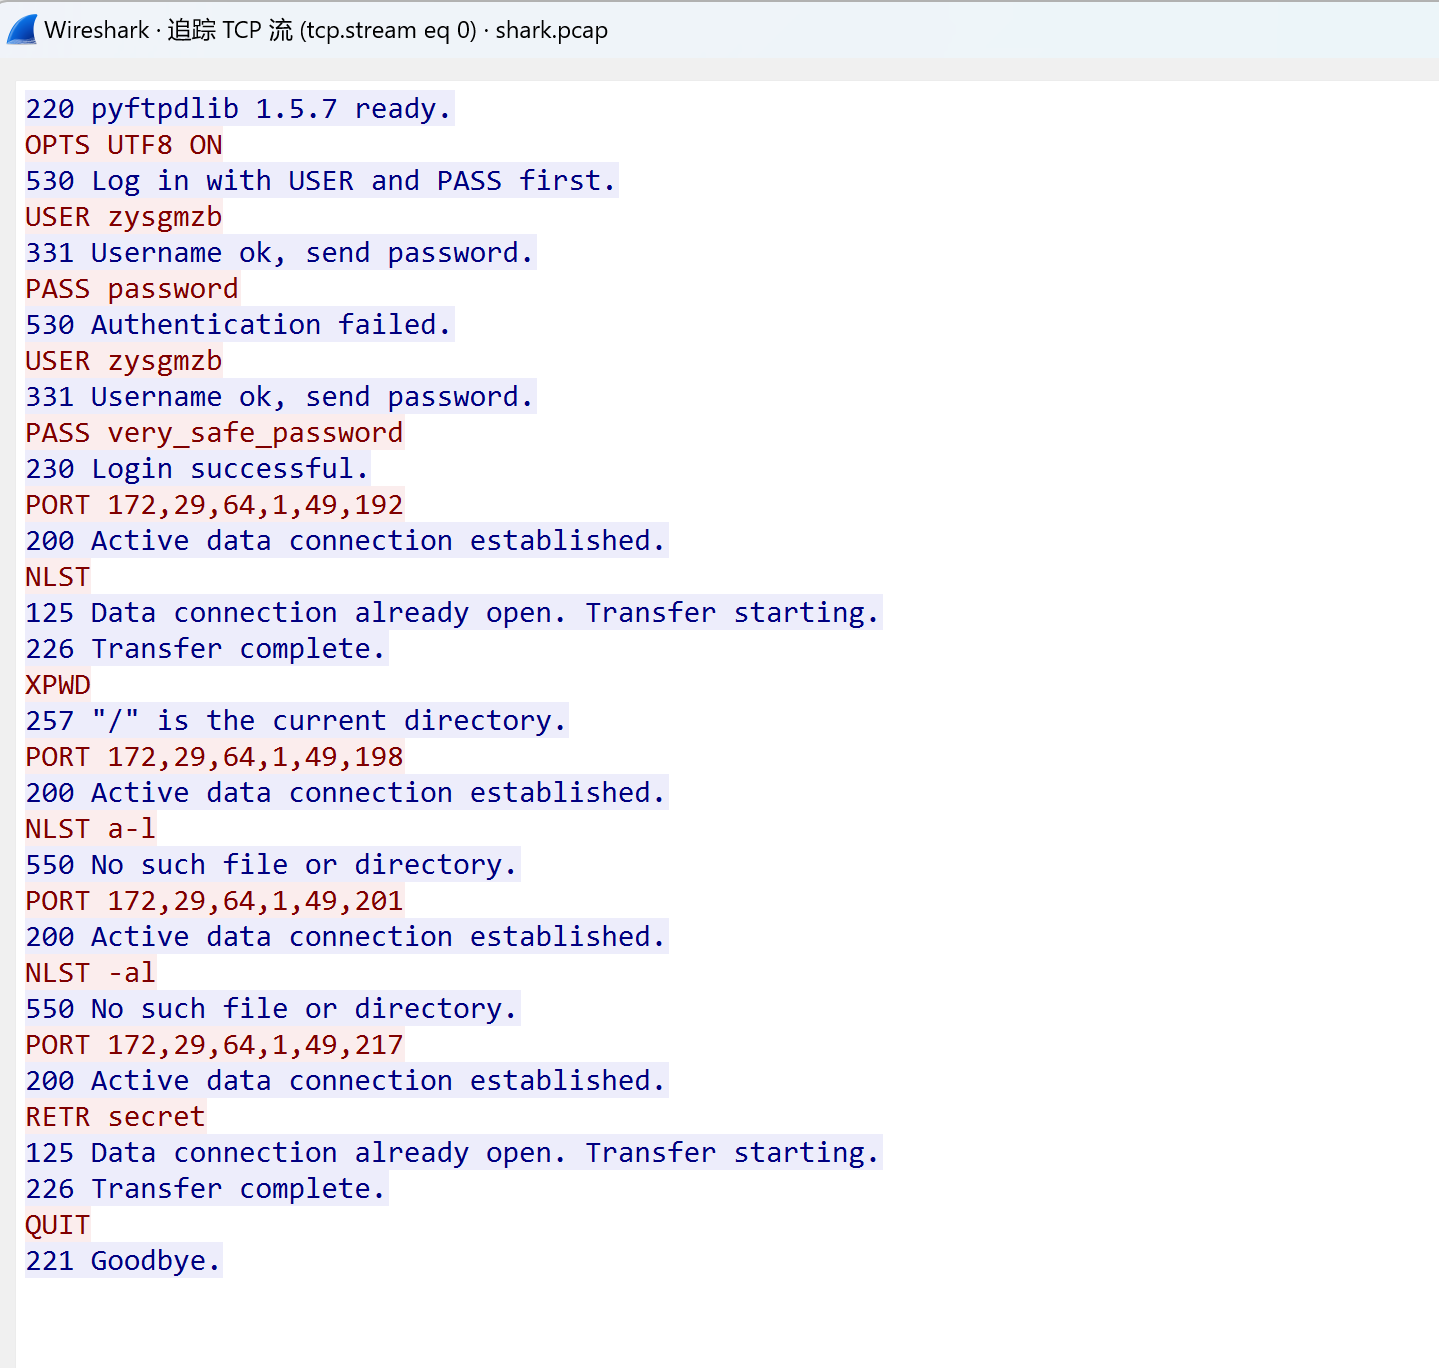 Wireshark · 追踪 TCP 流 (tcp.stream eq 0) · shark.pcap
220 pyftpdlib 1.5.7 ready.
OPTS UTF8 ON
530 Log in with USER and PASS first.
USER zysgmzb
331 Username ok, send password.
PASS password
530 Authentication failed.
USER zysgmzb
331 Username ok, send password.
PASS very_safe_password
230 Login successful.
PORT 172,29,64,1,49,192
200 Active data connection established.
NLST
125 Data connection already open. Transfer starting.
226 Transfer complete.
XPWD
257 "/" is the current directory.
PORT 172,29,64,1,49,198
200 Active data connection established.
NLST a-l
550 No such file or directory.
PORT 172,29,64,1,49,201
200 Active data connection established.
NLST -al
550 No such file or directory.
PORT 172,29,64,1,49,217
200 Active data connection established.
RETR secret
125 Data connection already open. Transfer starting.
226 Transfer complete.
QUIT
221 Goodbye.